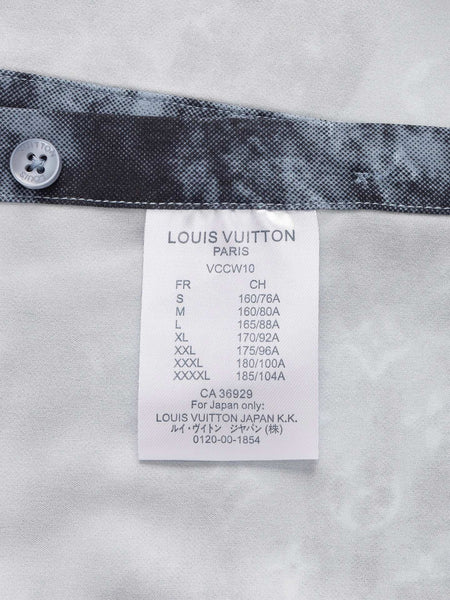 LOUIS VUITTON
PARIS
VCCW10
FR CH
S 160/76A
M 160/80A
L 165/88A
XL 170/92A
XXL 175/96A
XXXL 180/100A
XXXXL 185/104A
CA 36929
For Japan only:
LOUIS VUITTON JAPAN K.K.
ルイ・ヴィトン ジャパン (株)
0120-00-1854